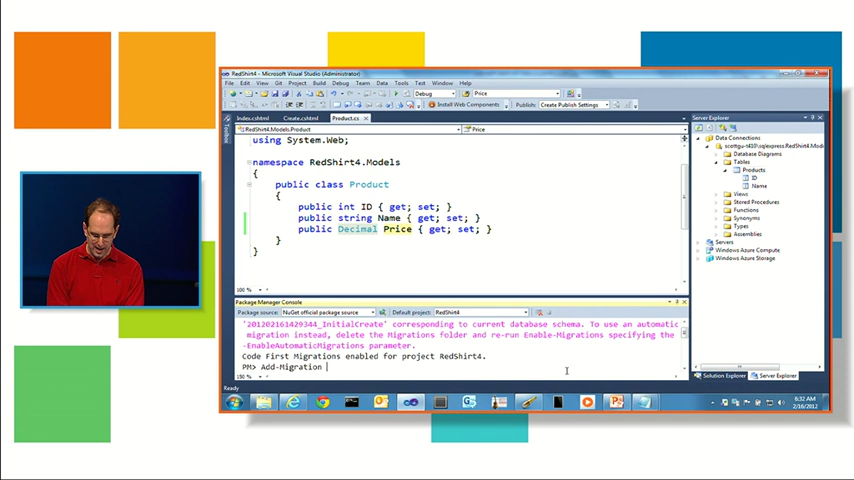 RedShirt4 - Microsoft Visual Studio (Administrator)
File Edit View Git Project Build Debug Team Data Tools Test Window Help
Debug Price
Install Web Components Publish: Create Publish Settings
Index.cshtml Create.cshtml Product.cs
RedShirt4.Models.Product Price
Toolbox
using System.Web;
namespace RedShirt4.Models
{
public class Product
{
public int ID { get; set; }
public string Name { get; set; }
public Decimal Price { get; set; }
}
}
100 %
Package Manager Console
Package source: NuGet official package source Default project: RedShirt4
'201202161429344_InitialCreate' corresponding to current database schema. To use an automatic
migration instead, delete the Migrations folder and re-run Enable-Migrations specifying the
-EnableAutomaticMigrations parameter.
Code First Migrations enabled for project RedShirt4.
PM> Add-Migration
150 %
Ready
Server Explorer
Data Connections
scottgu-t410\sqlexpress.RedShirt4.Mode
Database Diagrams
Tables
Products
ID
Name
Views
Stored Procedures
Functions
Synonyms
Types
Assemblies
Servers
Windows Azure Compute
Windows Azure Storage
Solution Explorer Server Explorer
6:32 AM
2/16/2012